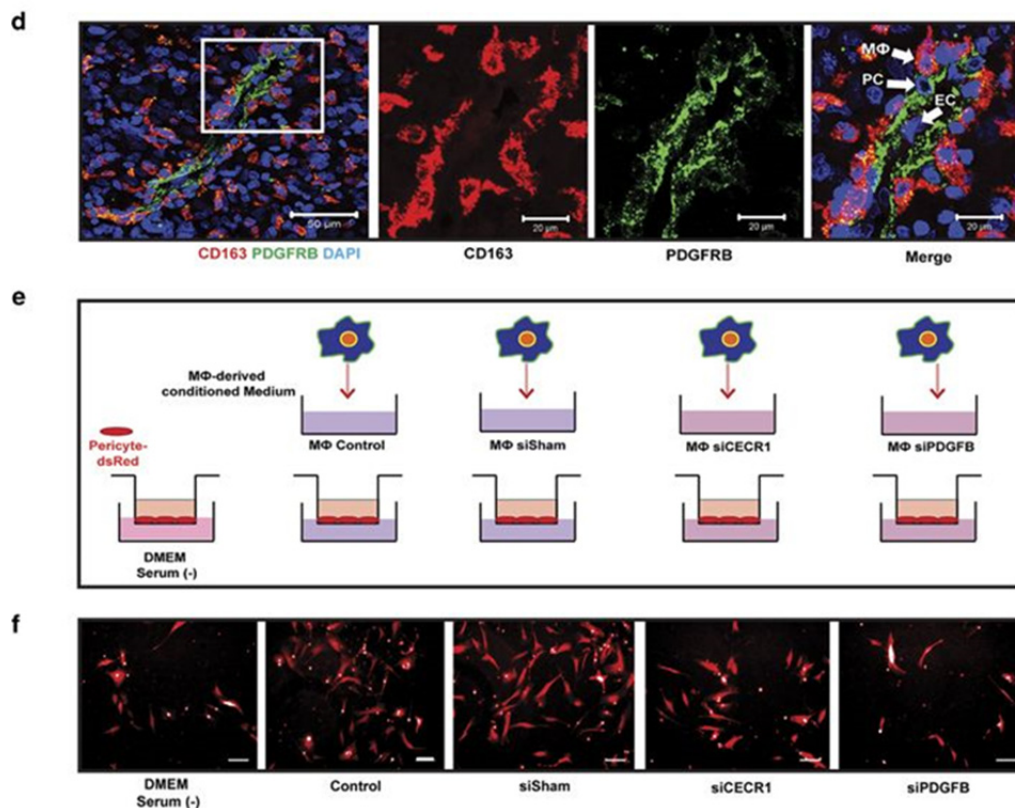 d
MΦ
PC
EC
50 µm
20 µm
20 µm
20 µm
CD163 PDGFRB DAPI
CD163
PDGFRB
Merge
e
MΦ-derived
conditioned Medium
Pericyte-
dsRed
MΦ Control
MΦ siSham
MΦ siCECR1
MΦ siPDGFB
DMEM
Serum (-)
f
DMEM
Serum (-)
Control
siSham
siCECR1
siPDGFB